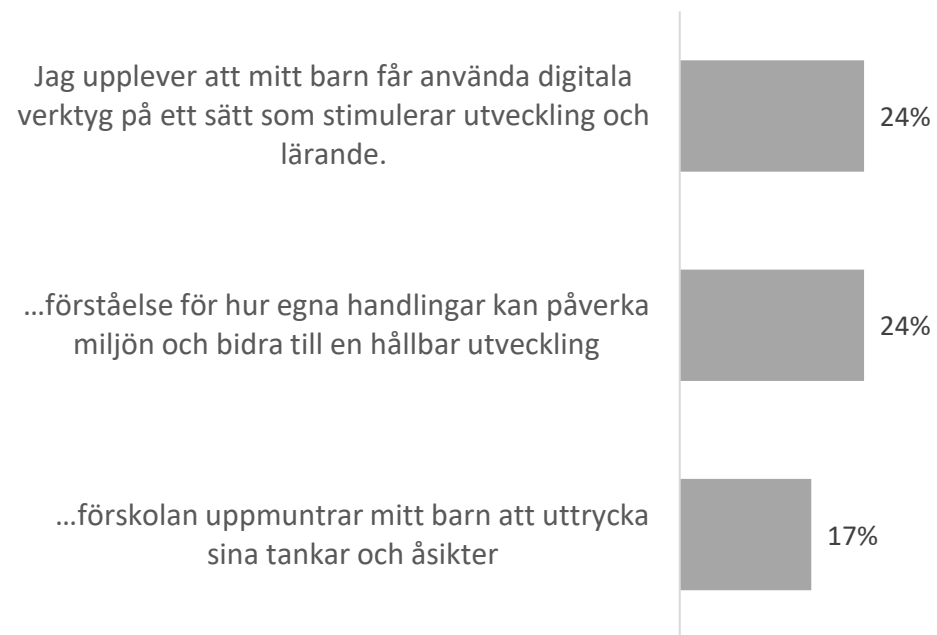 Jag upplever att mitt barn får använda digitala
verktyg på ett sätt som stimulerar utveckling och
lärande.
24%
...förståelse för hur egna handlingar kan påverka
miljön och bidra till en hållbar utveckling
24%
...förskolan uppmuntrar mitt barn att uttrycka
sina tankar och åsikter
17%